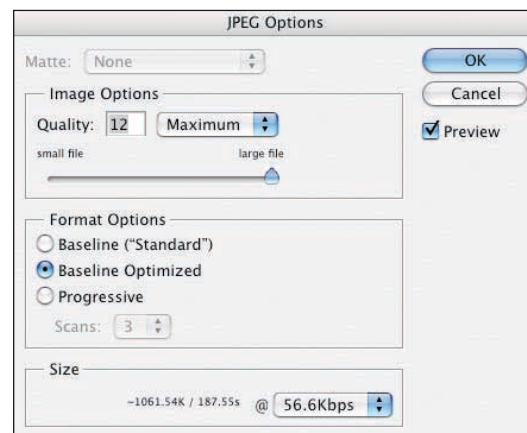 JPEG Options
Matte: None
OK
Cancel
Preview
Image Options
Quality: 12 Maximum
small file large file
Format Options
Baseline ("Standard")
Baseline Optimized
Progressive
Scans: 3
Size
~1061.54K / 187.55s @ 56.6Kbps